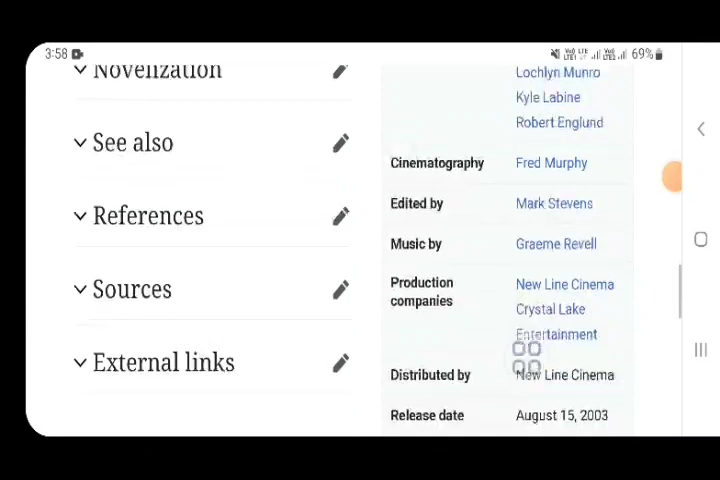 3:58
69%
Novelization
See also
References
Sources
External links
Lochlyn Munro
Kyle Labine
Robert Englund
Cinematography Fred Murphy
Edited by Mark Stevens
Music by Graeme Revell
Production companies New Line Cinema
Crystal Lake
Entertainment
Distributed by New Line Cinema
Release date August 15, 2003